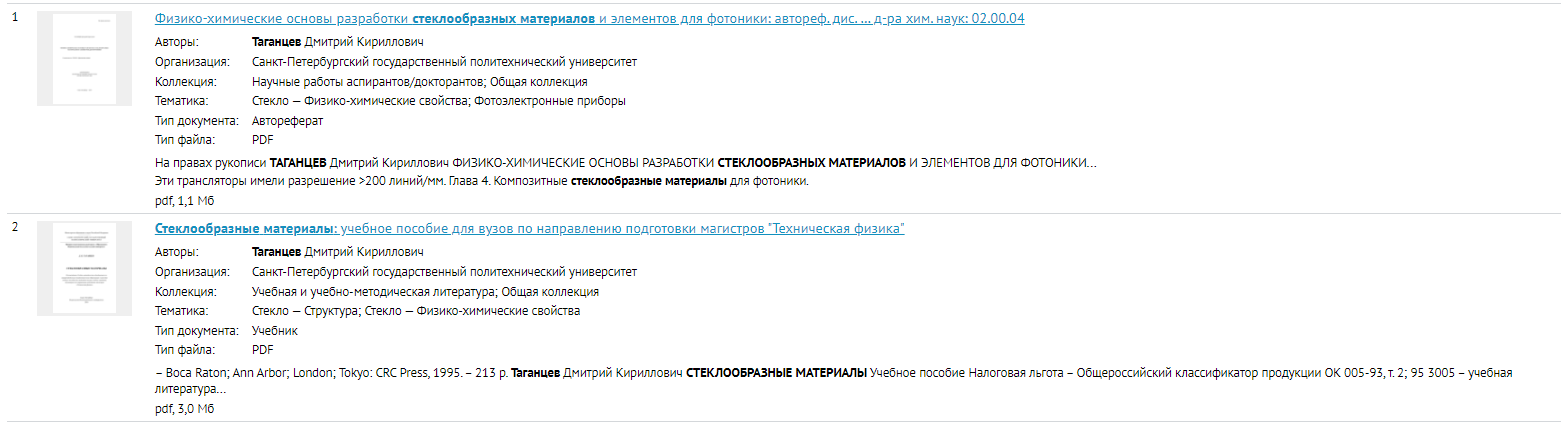 1
Физико-химические основы разработки стеклообразных материалов и элементов для фотоники: автореф. дис. ... д-ра хим. наук: 02.00.04
Авторы: Таганцев Дмитрий Кириллович
Организация: Санкт-Петербургский государственный политехнический университет
Коллекция: Научные работы аспирантов/докторантов; Общая коллекция
Тематика: Стекло — Физико-химические свойства; Фотоэлектронные приборы
Тип документа: Автореферат
Тип файла: PDF
На правах рукописи ТАГАНЦЕВ Дмитрий Кириллович ФИЗИКО-ХИМИЧЕСКИЕ ОСНОВЫ РАЗРАБОТКИ СТЕКЛООБРАЗНЫХ МАТЕРИАЛОВ И ЭЛЕМЕНТОВ ДЛЯ ФОТОНИКИ...
Эти трансляторы имели разрешение >200 линий/мм. Глава 4. Композитные стеклообразные материалы для фотоники.
pdf, 1,1 Мб
2
Стеклообразные материалы: учебное пособие для вузов по направлению подготовки магистров "Техническая физика"
Авторы: Таганцев Дмитрий Кириллович
Организация: Санкт-Петербургский государственный политехнический университет
Коллекция: Учебная и учебно-методическая литература; Общая коллекция
Тематика: Стекло — Структура; Стекло — Физико-химические свойства
Тип документа: Учебник
Тип файла: PDF
– Boca Raton; Ann Arbor; London; Tokyo: CRC Press, 1995. – 213 p. Таганцев Дмитрий Кириллович СТЕКЛООБРАЗНЫЕ МАТЕРИАЛЫ Учебное пособие Налоговая льгота – Общероссийский классификатор продукции ОК 005-93, т. 2; 95 3005 – учебная
литература...
pdf, 3,0 Мб